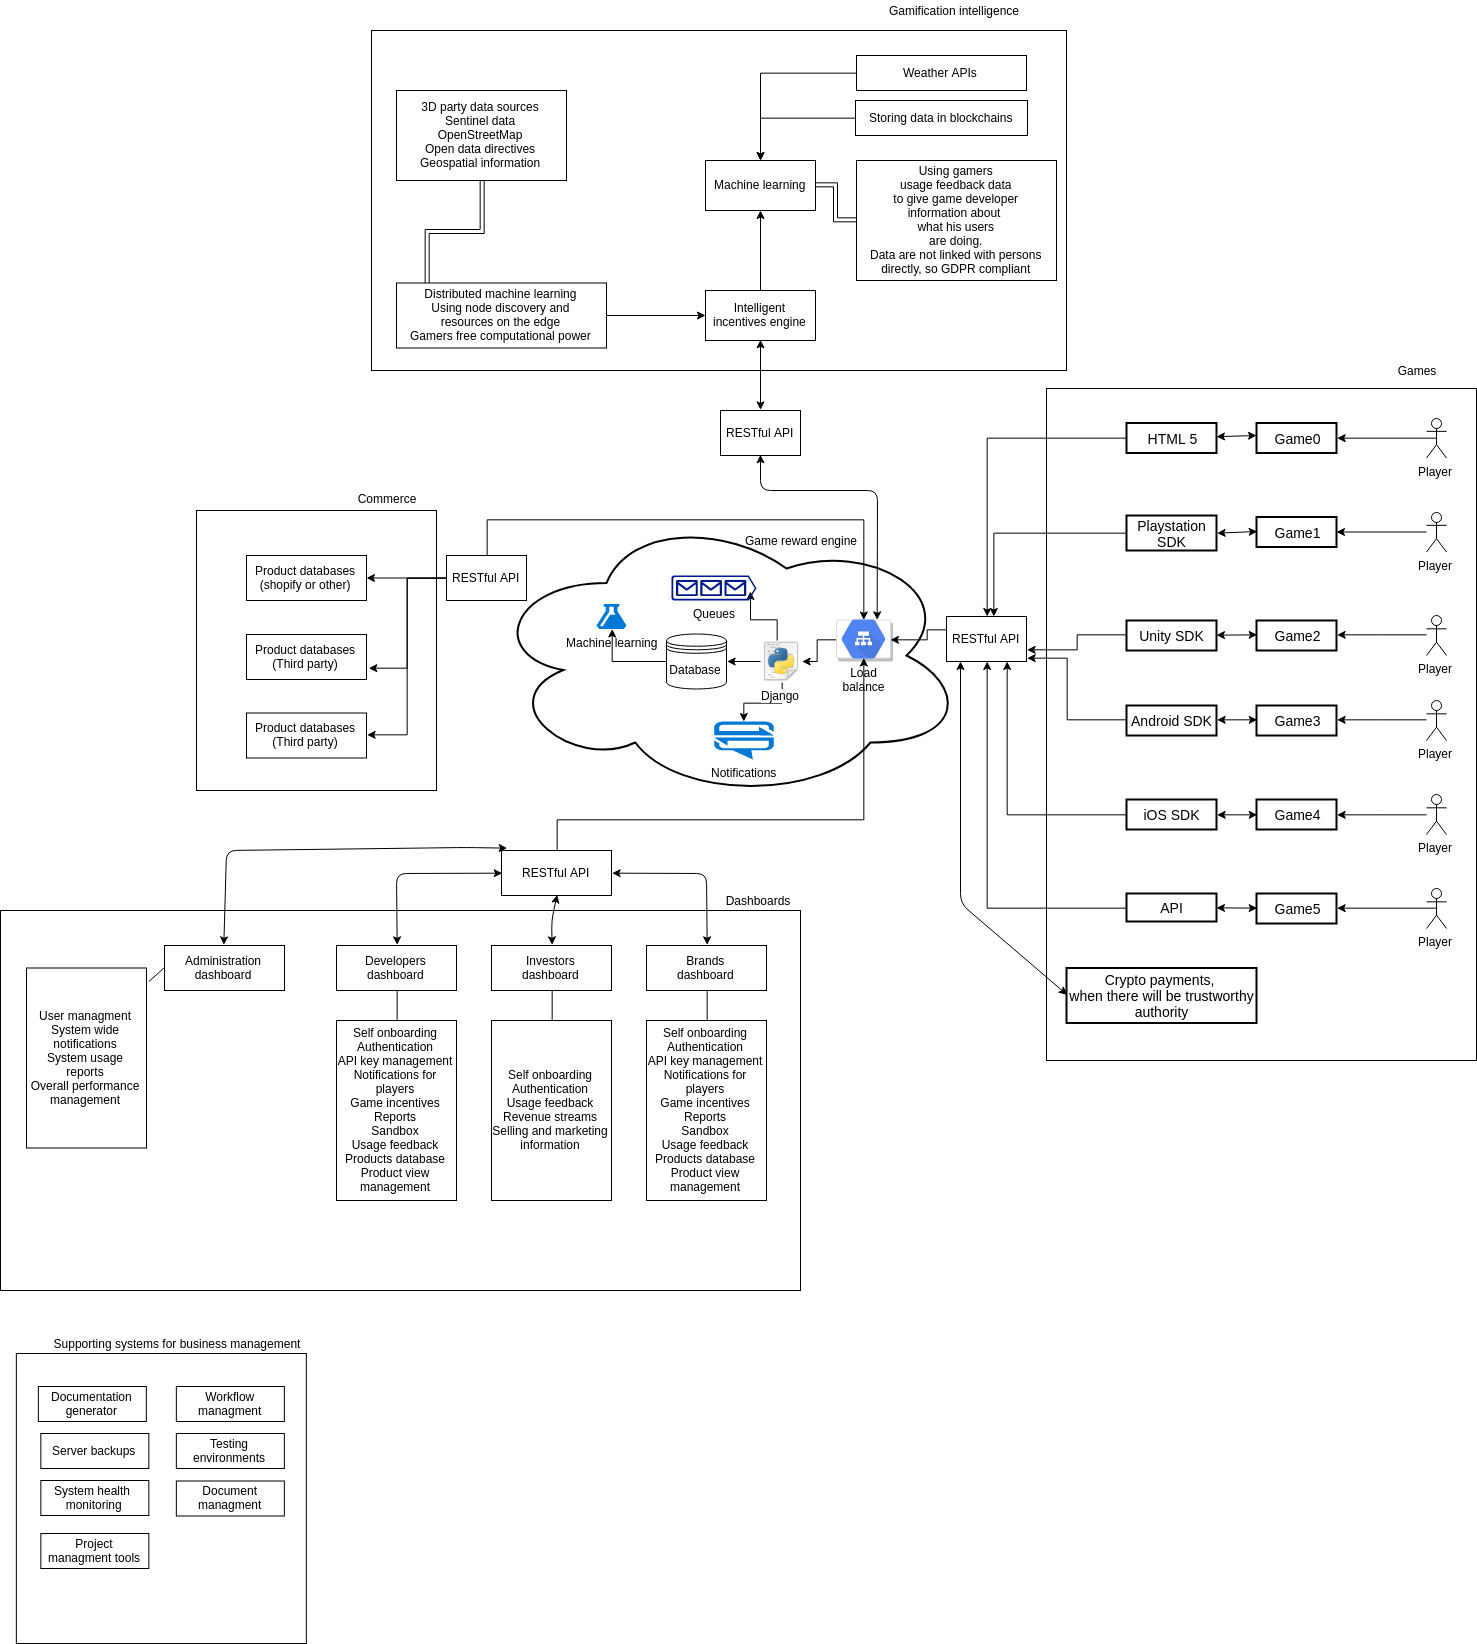 Gamification intelligence
Weather APIs
Storing data in blockchains
3D party data sources
Sentinel data
OpenStreetMap
Open data directives
Geospatial information
Machine learning
Using gamers
usage feedback data
to give game developer
information about
what his users
are doing.
Data are not linked with persons
directly, so GDPR compliant
Distributed machine learning
Using node discovery and
resources on the edge
Gamers free computational power
Intelligent
incentives engine
RESTful API
Games
HTML 5
Game0
Player
Playstation
SDK
Game1
Player
Unity SDK
Game2
Player
Android SDK
Game3
Player
iOS SDK
Game4
Player
API
Game5
Player
Crypto payments,
when there will be trustworthy
authority
RESTful API
Commerce
Product databases
(shopify or other)
Product databases
(Third party)
Product databases
(Third party)
RESTful API
Game reward engine
Queues
Machine learning
Database
Django
Load
balance
Notifications
RESTful API
Dashboards
Administration
dashboard
Developers
dashboard
Investors
dashboard
Brands
dashboard
User managment
System wide
notifications
System usage
reports
Overall performance
management
Self onboarding
Authentication
API key management
Notifications for
players
Game incentives
Reports
Sandbox
Usage feedback
Products database
Product view
management
Self onboarding
Authentication
Usage feedback
Revenue streams
Selling and marketing
information
Self onboarding
Authentication
API key management
Notifications for
players
Game incentives
Reports
Sandbox
Usage feedback
Products database
Product view
management
Supporting systems for business management
Documentation
generator
Workflow
managment
Server backups
Testing
environments
System health
monitoring
Document
managment
Project
managment tools